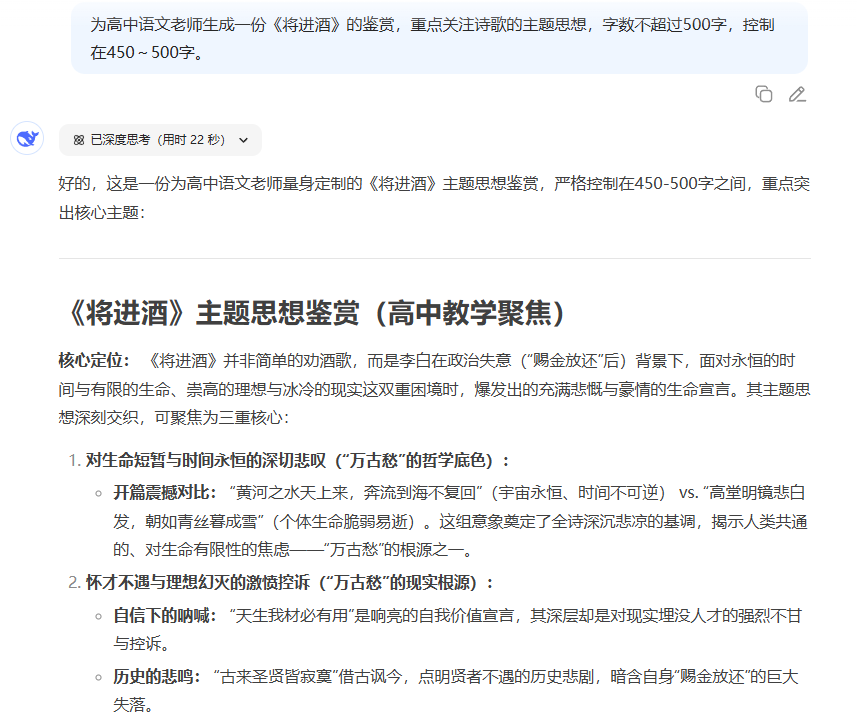 为高中语文老师生成一份《将进酒》的鉴赏，重点关注诗歌的主题思想，字数不超过500字，控制
在450～500字。
已深度思考（用时 22 秒）
好的，这是一份为高中语文老师量身定制的《将进酒》主题思想鉴赏，严格控制在450-500字之间，重点突
出核心主题：
《将进酒》主题思想鉴赏（高中教学聚焦）
核心定位： 《将进酒》并非简单的劝酒歌，而是李白在政治失意（“赐金放还”后）背景下，面对永恒的时
间与有限的生命、崇高的理想与冰冷的现实这双重困境时，爆发出的充满悲慨与豪情的生命宣言。其主题思
想深刻交织，可聚焦为三重核心：
1. 对生命短暂与时间永恒的深切悲叹（“万古愁”的哲学底色）：
○ 开篇震撼对比： “黄河之水天上来，奔流到海不复回”（宇宙永恒、时间不可逆） vs. “高堂明镜悲白
发，朝如青丝暮成雪”（个体生命脆弱易逝）。这组意象奠定了全诗深沉悲凉的基调，揭示人类共通
的、对生命有限性的焦虑——“万古愁”的根源之一。
2. 怀才不遇与理想幻灭的激愤控诉（“万古愁”的现实根源）：
○ 自信下的呐喊： “天生我材必有用”是响亮的自我价值宣言，其深层却是对现实埋没人才的强烈不甘
与控诉。
○ 历史的悲鸣： “古来圣贤皆寂寞”借古讽今，点明贤者不遇的历史悲剧，暗含自身“赐金放还”的巨大
失落。